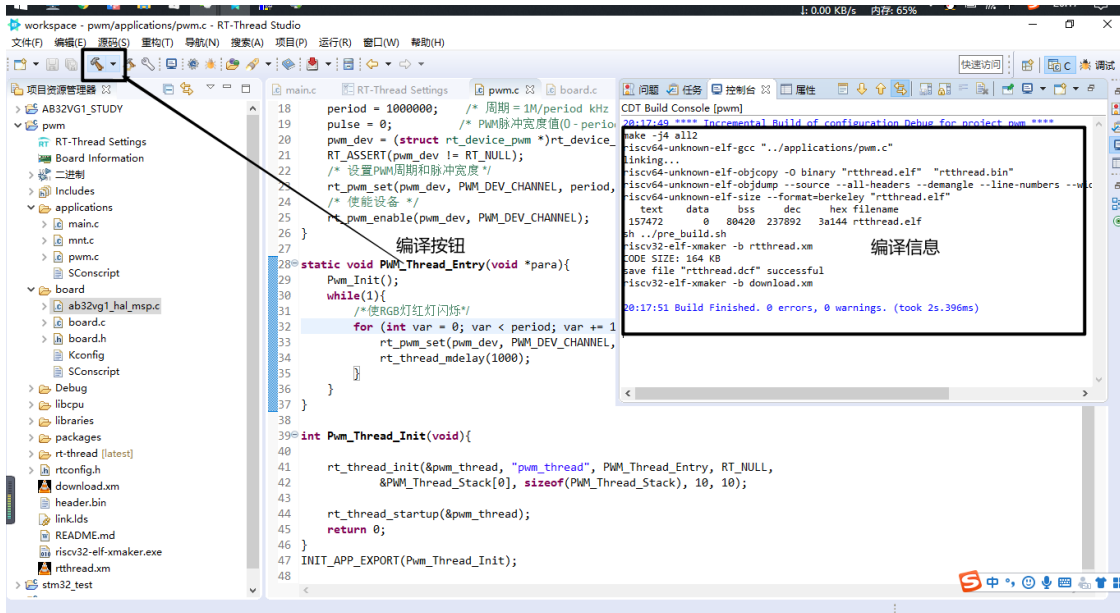 ↓: 0.00 KB/s 内存: 65%
workspace - pwm/applications/pwm.c - RT-Thread Studio
文件(F) 编辑(E) 源码(S) 重构(T) 导航(N) 搜索(A) 项目(P) 运行(R) 窗口(W) 帮助(H)
快速访问
C
调试
项目资源管理器
AB32VG1_STUDY
pwm
RT-Thread Settings
Board Information
二进制
Includes
applications
main.c
mnt.c
pwm.c
SConscript
board
ab32vg1_hal_msp.c
board.c
board.h
Kconfig
SConscript
Debug
libcpu
libraries
packages
rt-thread [latest]
rtconfig.h
download.xm
header.bin
link.lds
README.md
riscv32-elf-xmaker.exe
rtthread.xm
stm32_test
main.c RT-Thread Settings pwm.c board.c
18 period = 1000000; /* 周期 = 1M/period kHz
19 pulse = 0; /* PWM脉冲宽度值(0 - perio
20 pwm_dev = (struct rt_device_pwm *)rt_device_
21 RT_ASSERT(pwm_dev != RT_NULL);
22 /* 设置PWM周期和脉冲宽度 */
23 rt_pwm_set(pwm_dev, PWM_DEV_CHANNEL, period,
24 /* 使能设备 */
25 rt_pwm_enable(pwm_dev, PWM_DEV_CHANNEL);
26 }
27
编译按钮
28 static void PWM_Thread_Entry(void *para){
29 Pwm_Init();
30 while(1){
31 /*使RGB灯红灯闪烁*/
32 for (int var = 0; var < period; var += 1
33 rt_pwm_set(pwm_dev, PWM_DEV_CHANNEL,
34 rt_thread_mdelay(1000);
35 }
36 }
37 }
38
39 int Pwm_Thread_Init(void){
40
41 rt_thread_init(&pwm_thread, "pwm_thread", PWM_Thread_Entry, RT_NULL,
42 &PWM_Thread_Stack[0], sizeof(PWM_Thread_Stack), 10, 10);
43
44 rt_thread_startup(&pwm_thread);
45 return 0;
46 }
47 INIT_APP_EXPORT(Pwm_Thread_Init);
48
问题 任务 控制台 属性
CDT Build Console [pwm]
20:17:49 **** Incremental Build of configuration Debug for project pwm ****
make -j4 all2
riscv64-unknown-elf-gcc "../applications/pwm.c"
linking...
riscv64-unknown-elf-objcopy -O binary "rtthread.elf" "rtthread.bin"
riscv64-unknown-elf-objdump --source --all-headers --demangle --line-numbers --wid
riscv64-unknown-elf-size --format=berkeley "rtthread.elf"
text data bss dec hex filename
157472 0 80420 237892 3a144 rtthread.elf
sh ../pre_build.sh
riscv32-elf-xmaker -b rtthread.xm
编译信息
CODE SIZE: 164 KB
save file "rtthread.dcf" successful
riscv32-elf-xmaker -b download.xm
20:17:51 Build Finished. 0 errors, 0 warnings. (took 2s.396ms)
中